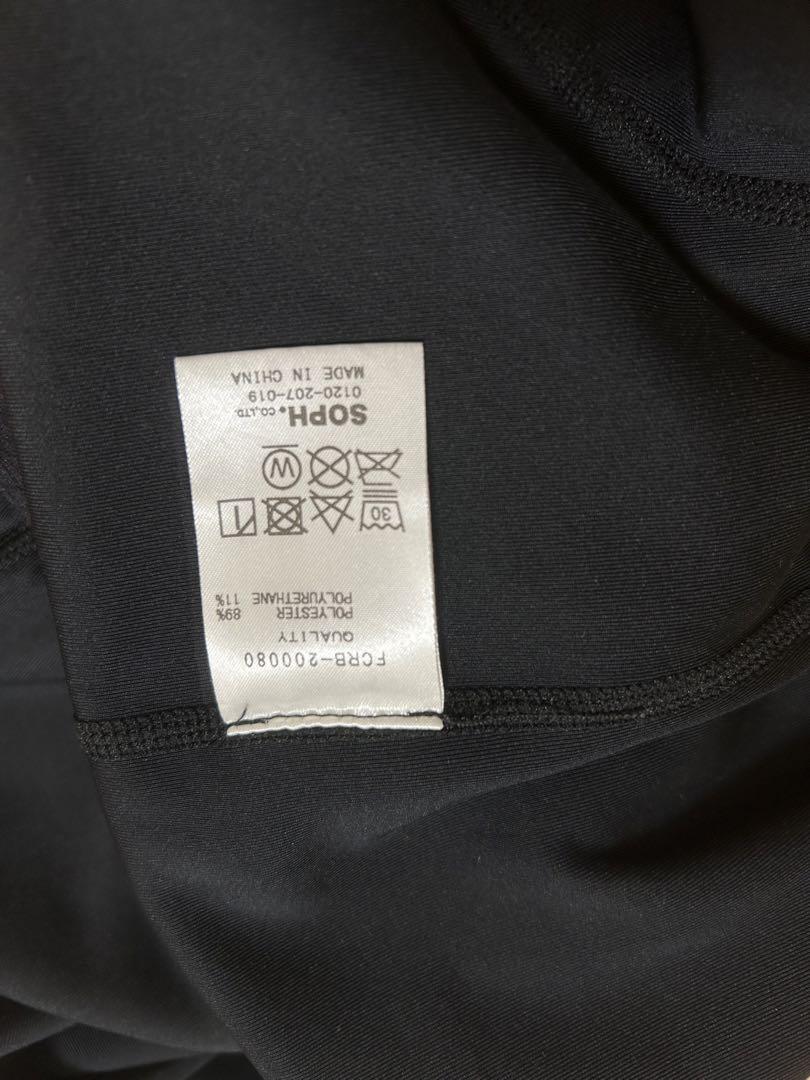 FCRB-200080
QUALITY
POLYESTER 89%
POLYURETHANE 11%
30
W
SOPH.CO.,LTD.
0120-207-019
MADE IN CHINA